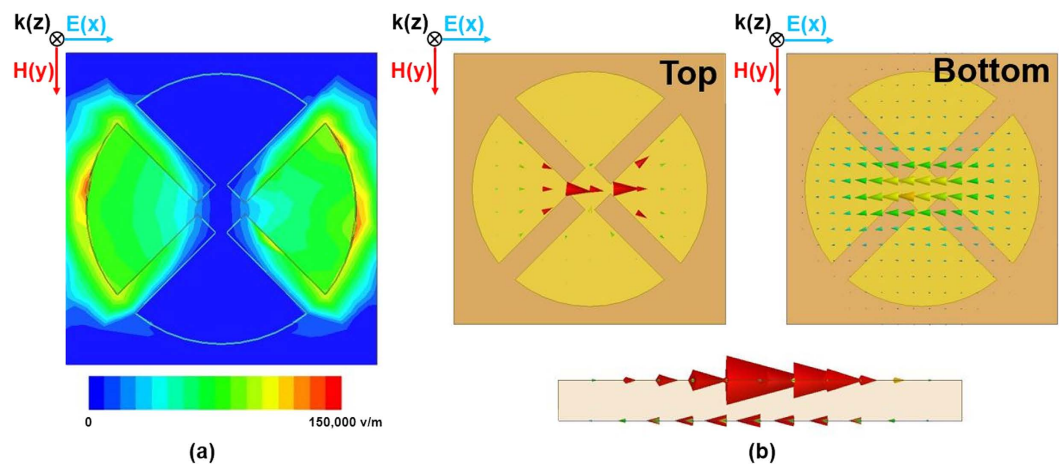 k(z) E(x)
H(y)
k(z) E(x)
H(y)
Top
k(z) E(x)
H(y)
Bottom
0 150,000 v/m
(a)
(b)